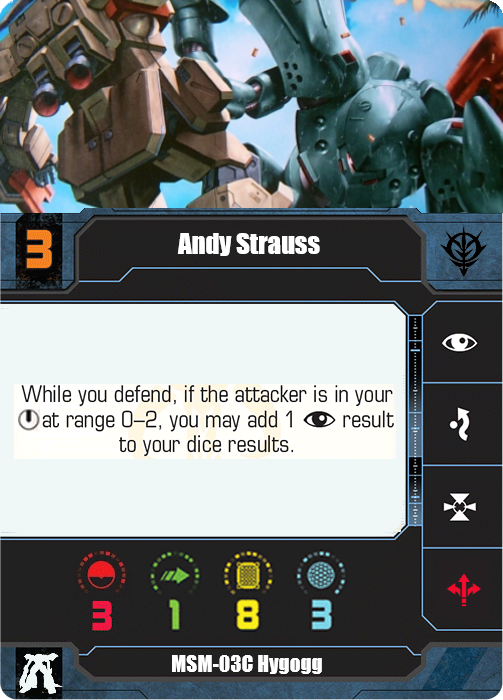 3
Andy Strauss
While you defend, if the attacker is in your
at range 0–2, you may add 1 result
to your dice results.
3 1 8 3
MSM-03C Hygogg